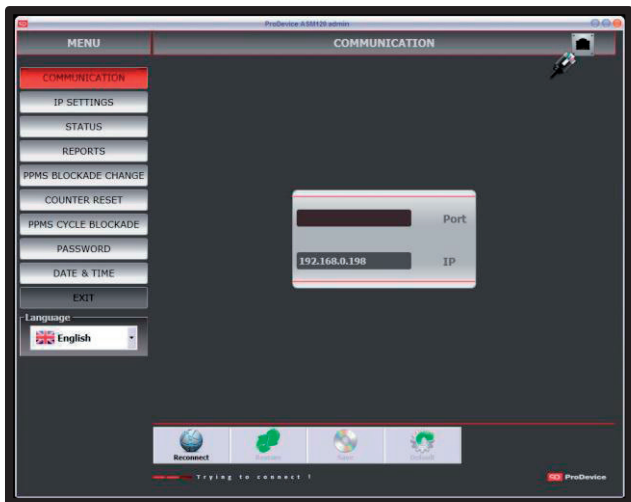 ProDevice ASM120 admin
MENU
COMMUNICATION
COMMUNICATION
IP SETTINGS
STATUS
REPORTS
PPMS BLOCKADE CHANGE
COUNTER RESET
PPMS CYCLE BLOCKADE
PASSWORD
DATE & TIME
EXIT
Language
English
Port
192.168.0.198
IP
Reconnect
Save
Default
Trying to connect !
ProDevice